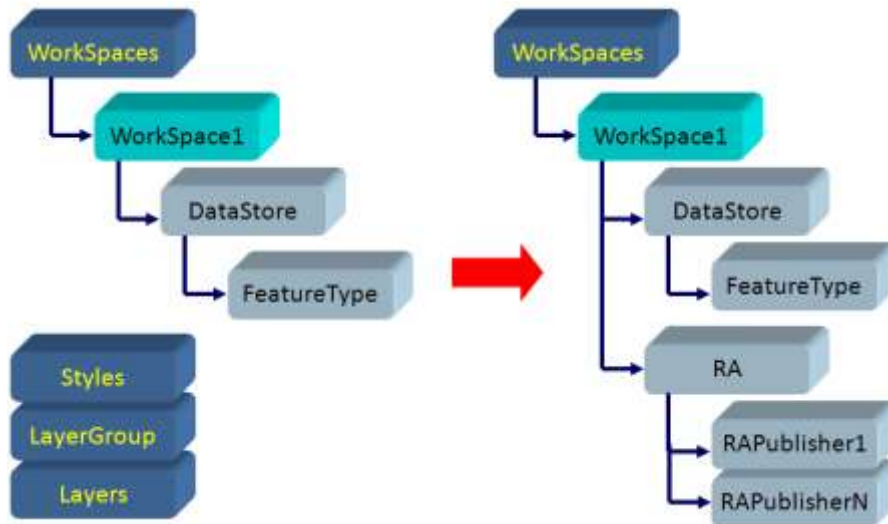 WorkSpaces
WorkSpace1
DataStore
FeatureType
Styles
LayerGroup
Layers
WorkSpaces
WorkSpace1
DataStore
FeatureType
RA
RAPublisher1
RAPublisherN